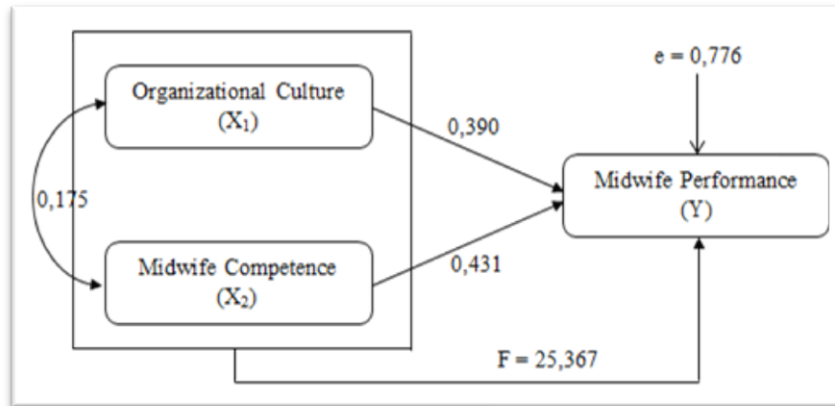 e = 0,776
Organizational Culture
(X₁)
0,390
Midwife Performance
(Y)
0,175
Midwife Competence
(X₂)
0,431
F = 25,367